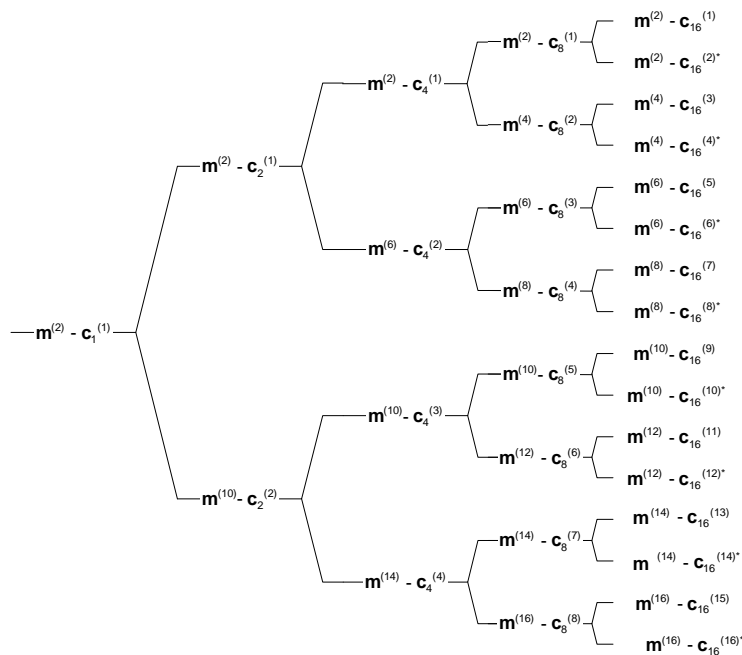 m(2) - c16(1)
m(2) - c8(1)
m(2) - c16(2)*
m(2) - c4(1)
m(4) - c16(3)
m(4) - c8(2)
m(4) - c16(4)*
m(2) - c2(1)
m(6) - c16(5)
m(6) - c8(3)
m(6) - c16(6)*
m(6) - c4(2)
m(8) - c16(7)
m(8) - c8(4)
m(8) - c16(8)*
m(2) - c1(1)
m(10) - c16(9)
m(10) - c8(5)
m(10) - c16(10)*
m(10) - c4(3)
m(12) - c16(11)
m(12) - c8(6)
m(12) - c16(12)*
m(10) - c2(2)
m(14) - c16(13)
m(14) - c8(7)
m (14) - c16(14)*
m(14) - c4(4)
m(16) - c16(15)
m(16) - c8(8)
m(16) - c16(16)*